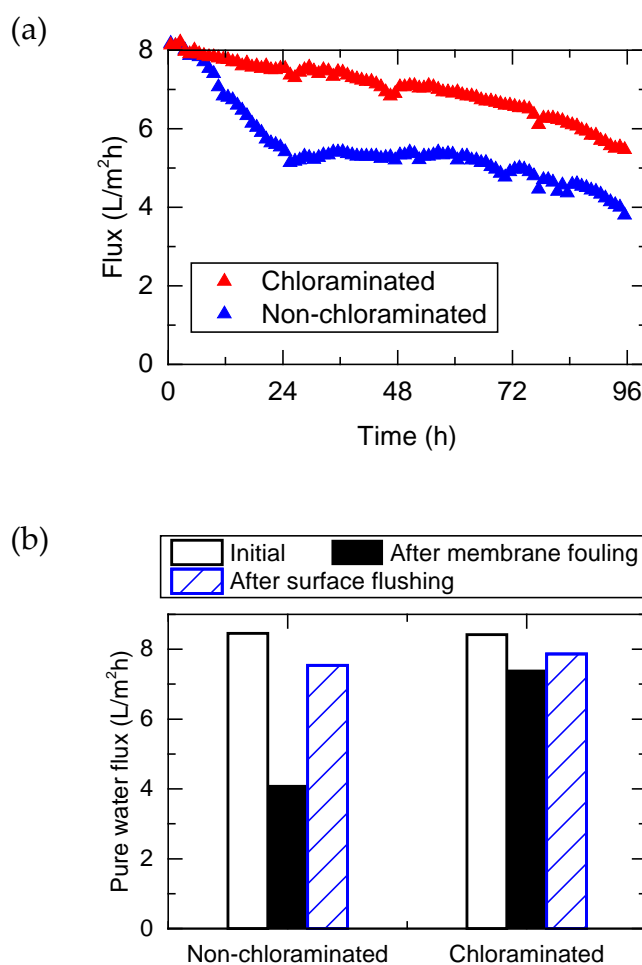 (a)
Flux (L/m²h)
8
6
4
2
0
Chloraminated
Non-chloraminated
0 24 48 72 96
Time (h)
(b)
Initial After membrane fouling
After surface flushing
Pure water flux (L/m²h)
8
6
4
2
0
Non-chloraminated Chloraminated